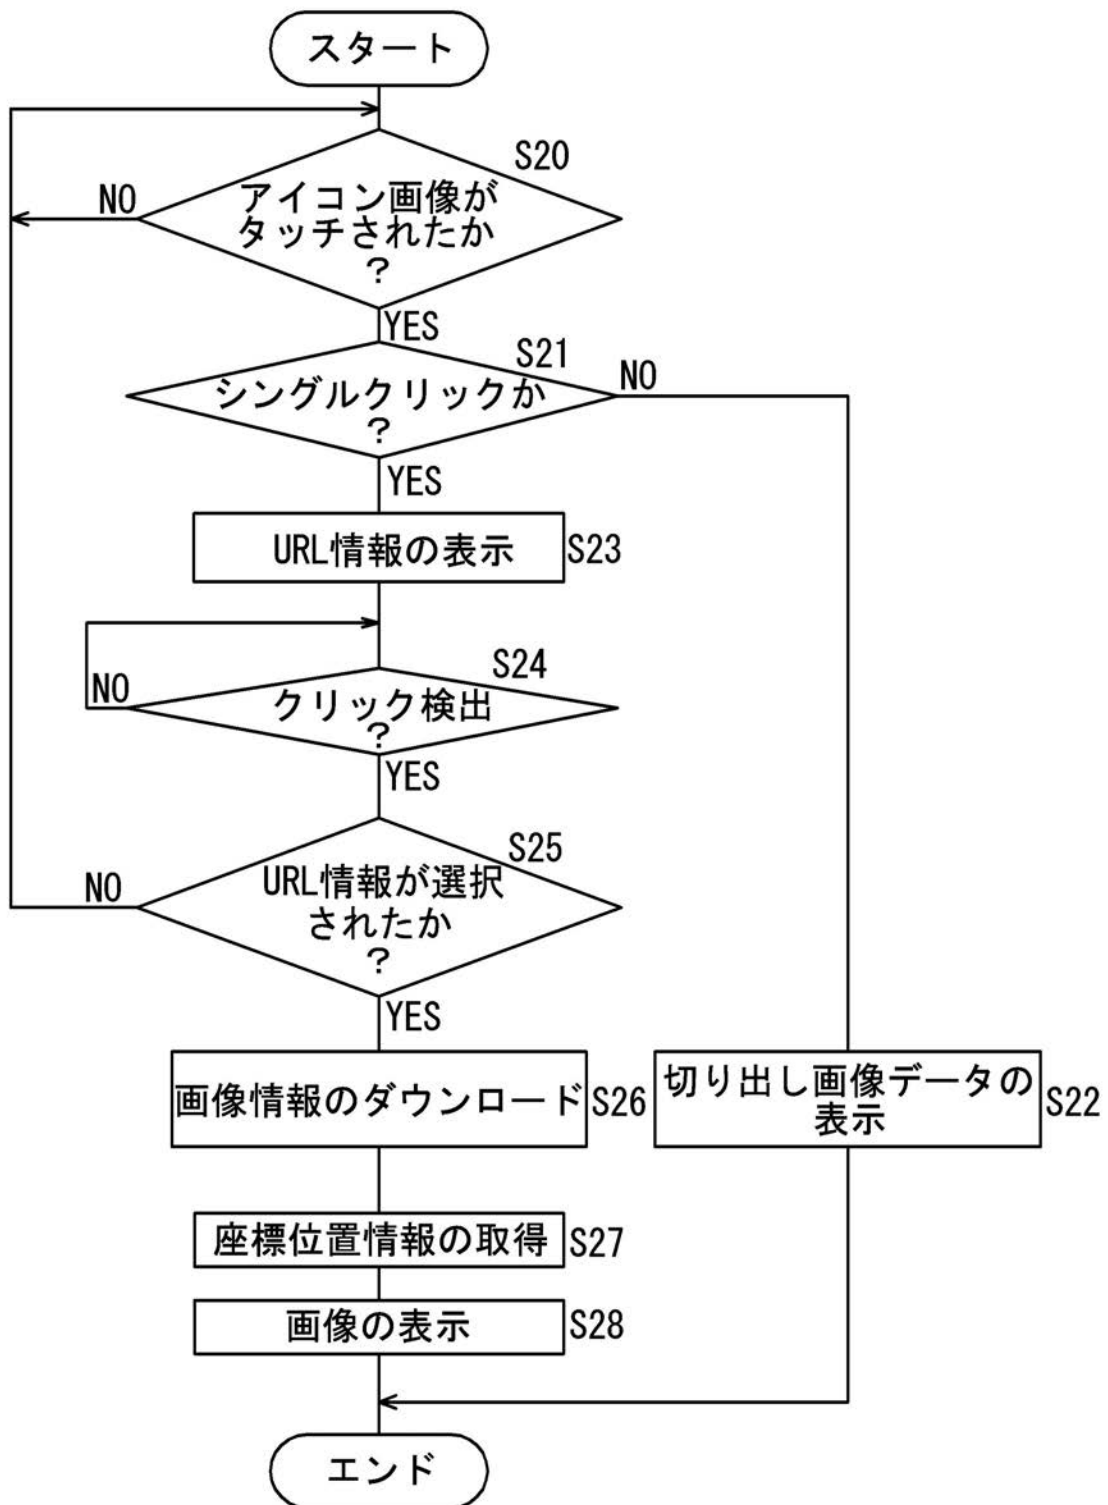 スタート
S20
NO
アイコン画像が
タッチされたか
?
YES
S21
NO
シングルクリックか
?
YES
URL情報の表示
S23
S24
NO
クリック検出
?
YES
S25
NO
URL情報が選択
されたか
?
YES
画像情報のダウンロード
S26
切り出し画像データの
表示
S22
座標位置情報の取得
S27
画像の表示
S28
エンド